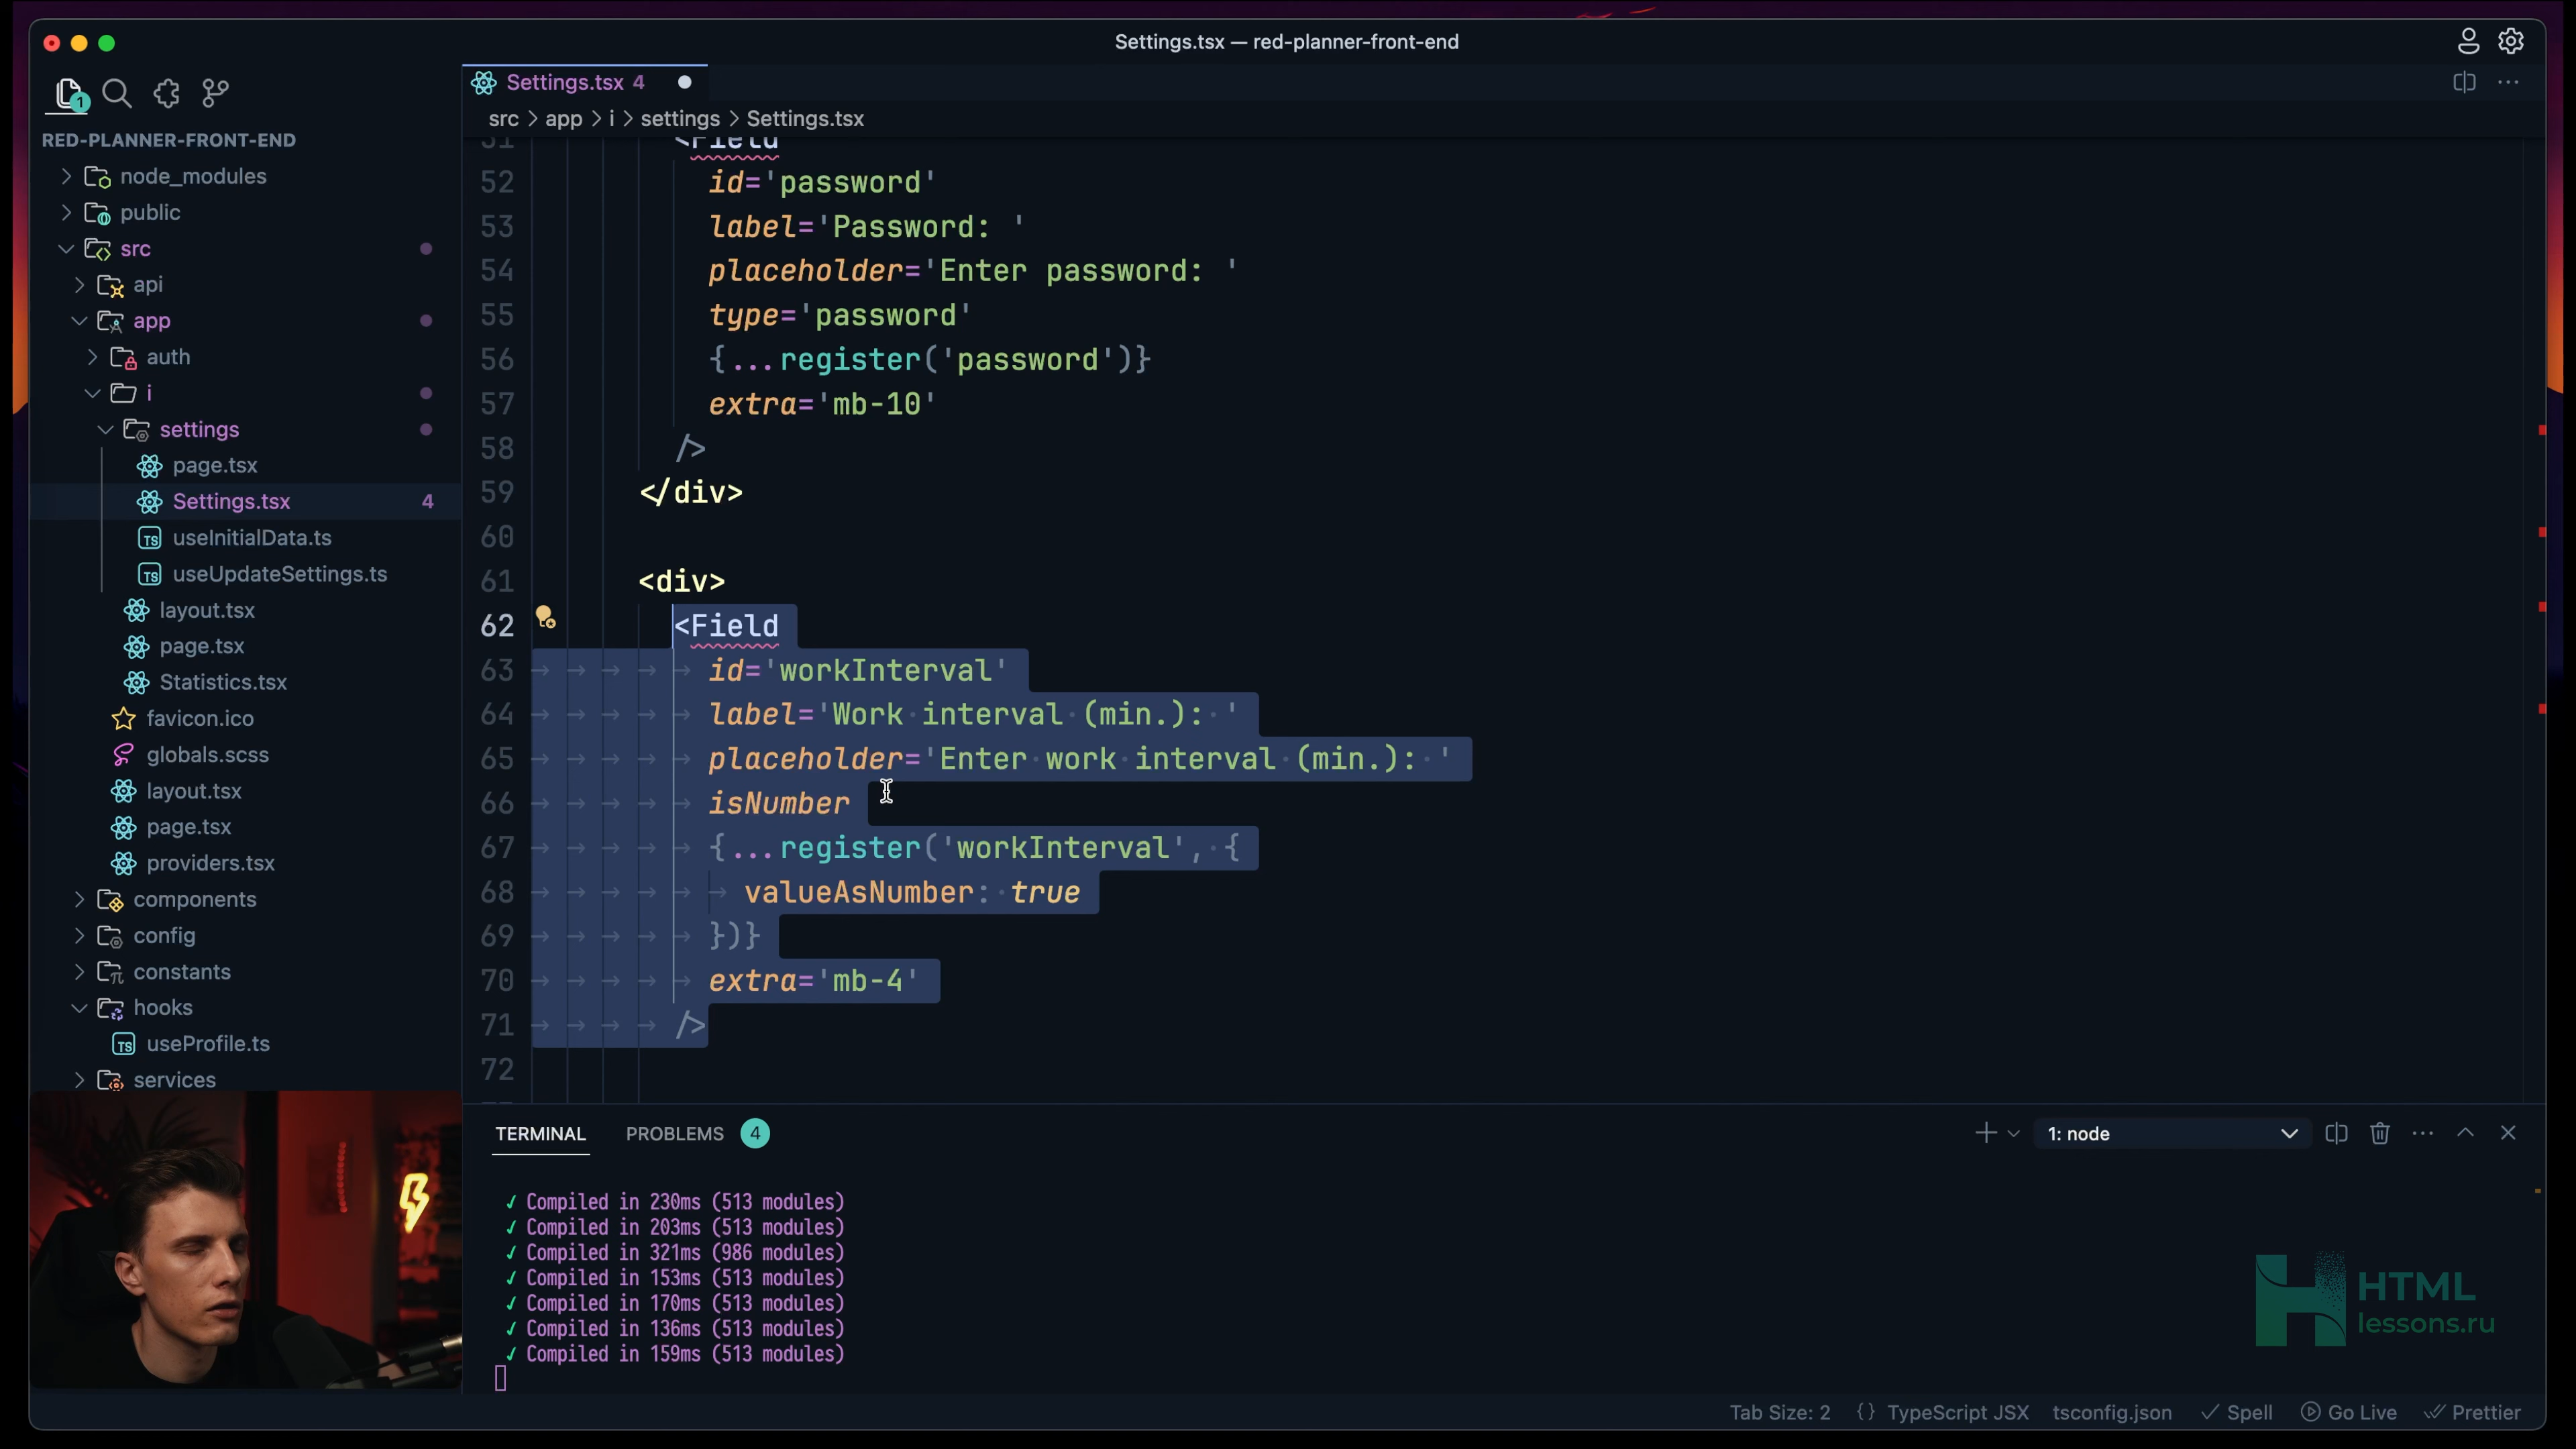 Settings.tsx — red-planner-front-end
1
Settings.tsx 4
RED-PLANNER-FRONT-END
src > app > i > settings > Settings.tsx
node_modules
public
src
api
app
auth
i
settings
page.tsx
Settings.tsx 4
useInitialData.ts
useUpdateSettings.ts
layout.tsx
page.tsx
Statistics.tsx
favicon.ico
globals.scss
layout.tsx
page.tsx
providers.tsx
components
config
constants
hooks
useProfile.ts
services
51 <Field
52 id='password'
53 label='Password: '
54 placeholder='Enter password: '
55 type='password'
56 {...register('password')}
57 extra='mb-10'
58 />
59 </div>
60
61 <div>
62 <Field
63 id='workInterval'
64 label='Work interval (min.): '
65 placeholder='Enter work interval (min.): '
66 isNumber
67 {...register('workInterval', {
68 valueAsNumber: true
69 })}
70 extra='mb-4'
71 />
72
TERMINAL PROBLEMS 4
1: node
✓ Compiled in 230ms (513 modules)
✓ Compiled in 203ms (513 modules)
✓ Compiled in 321ms (986 modules)
✓ Compiled in 153ms (513 modules)
✓ Compiled in 170ms (513 modules)
✓ Compiled in 136ms (513 modules)
✓ Compiled in 159ms (513 modules)
HTML
lessons.ru
Tab Size: 2 {} TypeScript JSX tsconfig.json Spell Go Live Prettier